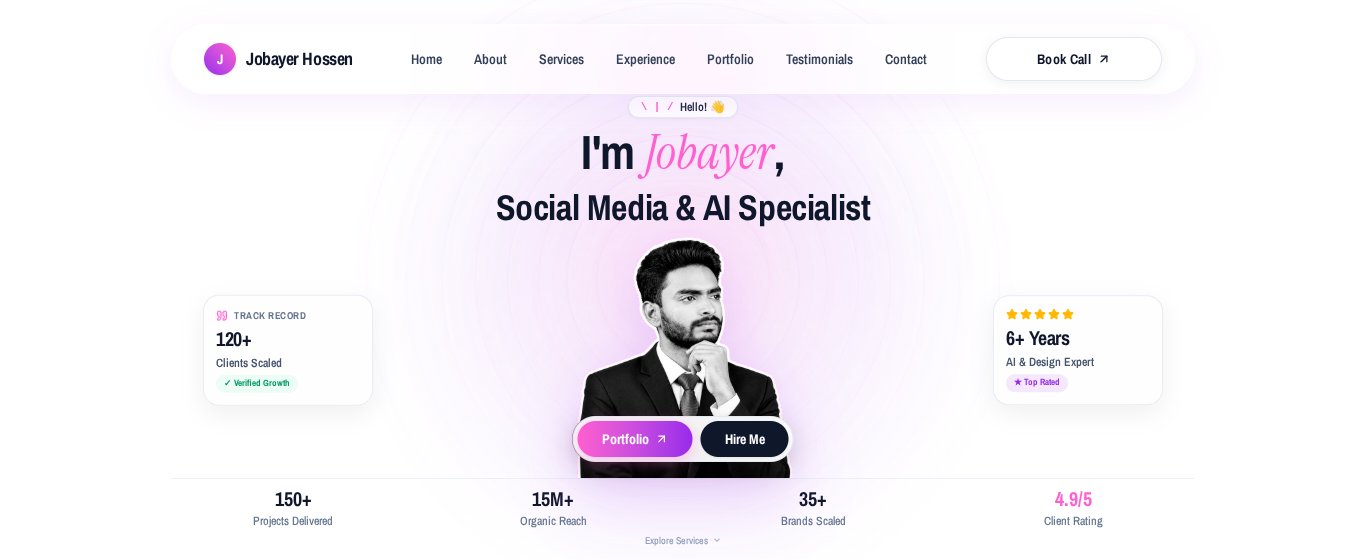 J Jobayer Hossen Home About Services Experience Portfolio Testimonials Contact Book Call
\ | / Hello! 👋
I'm Jobayer,
Social Media & AI Specialist
TRACK RECORD
120+
Clients Scaled
✓ Verified Growth
6+ Years
AI & Design Expert
★ Top Rated
Portfolio Hire Me
150+ 15M+ 35+ 4.9/5
Projects Delivered Organic Reach Brands Scaled Client Rating
Explore Services